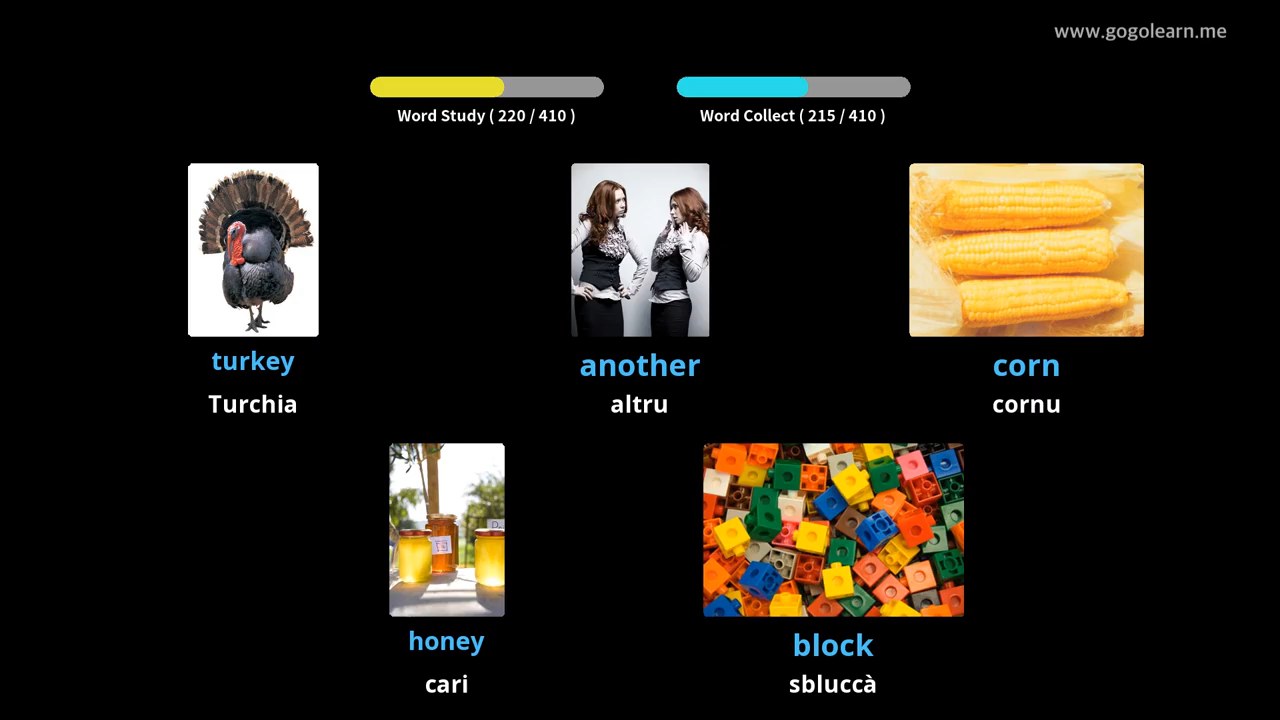 www.gogolearn.me
Word Study ( 220 / 410 )
Word Collect ( 215 / 410 )
turkey
Turchia
another
altru
corn
cornu
honey
cari
block
sbluccà